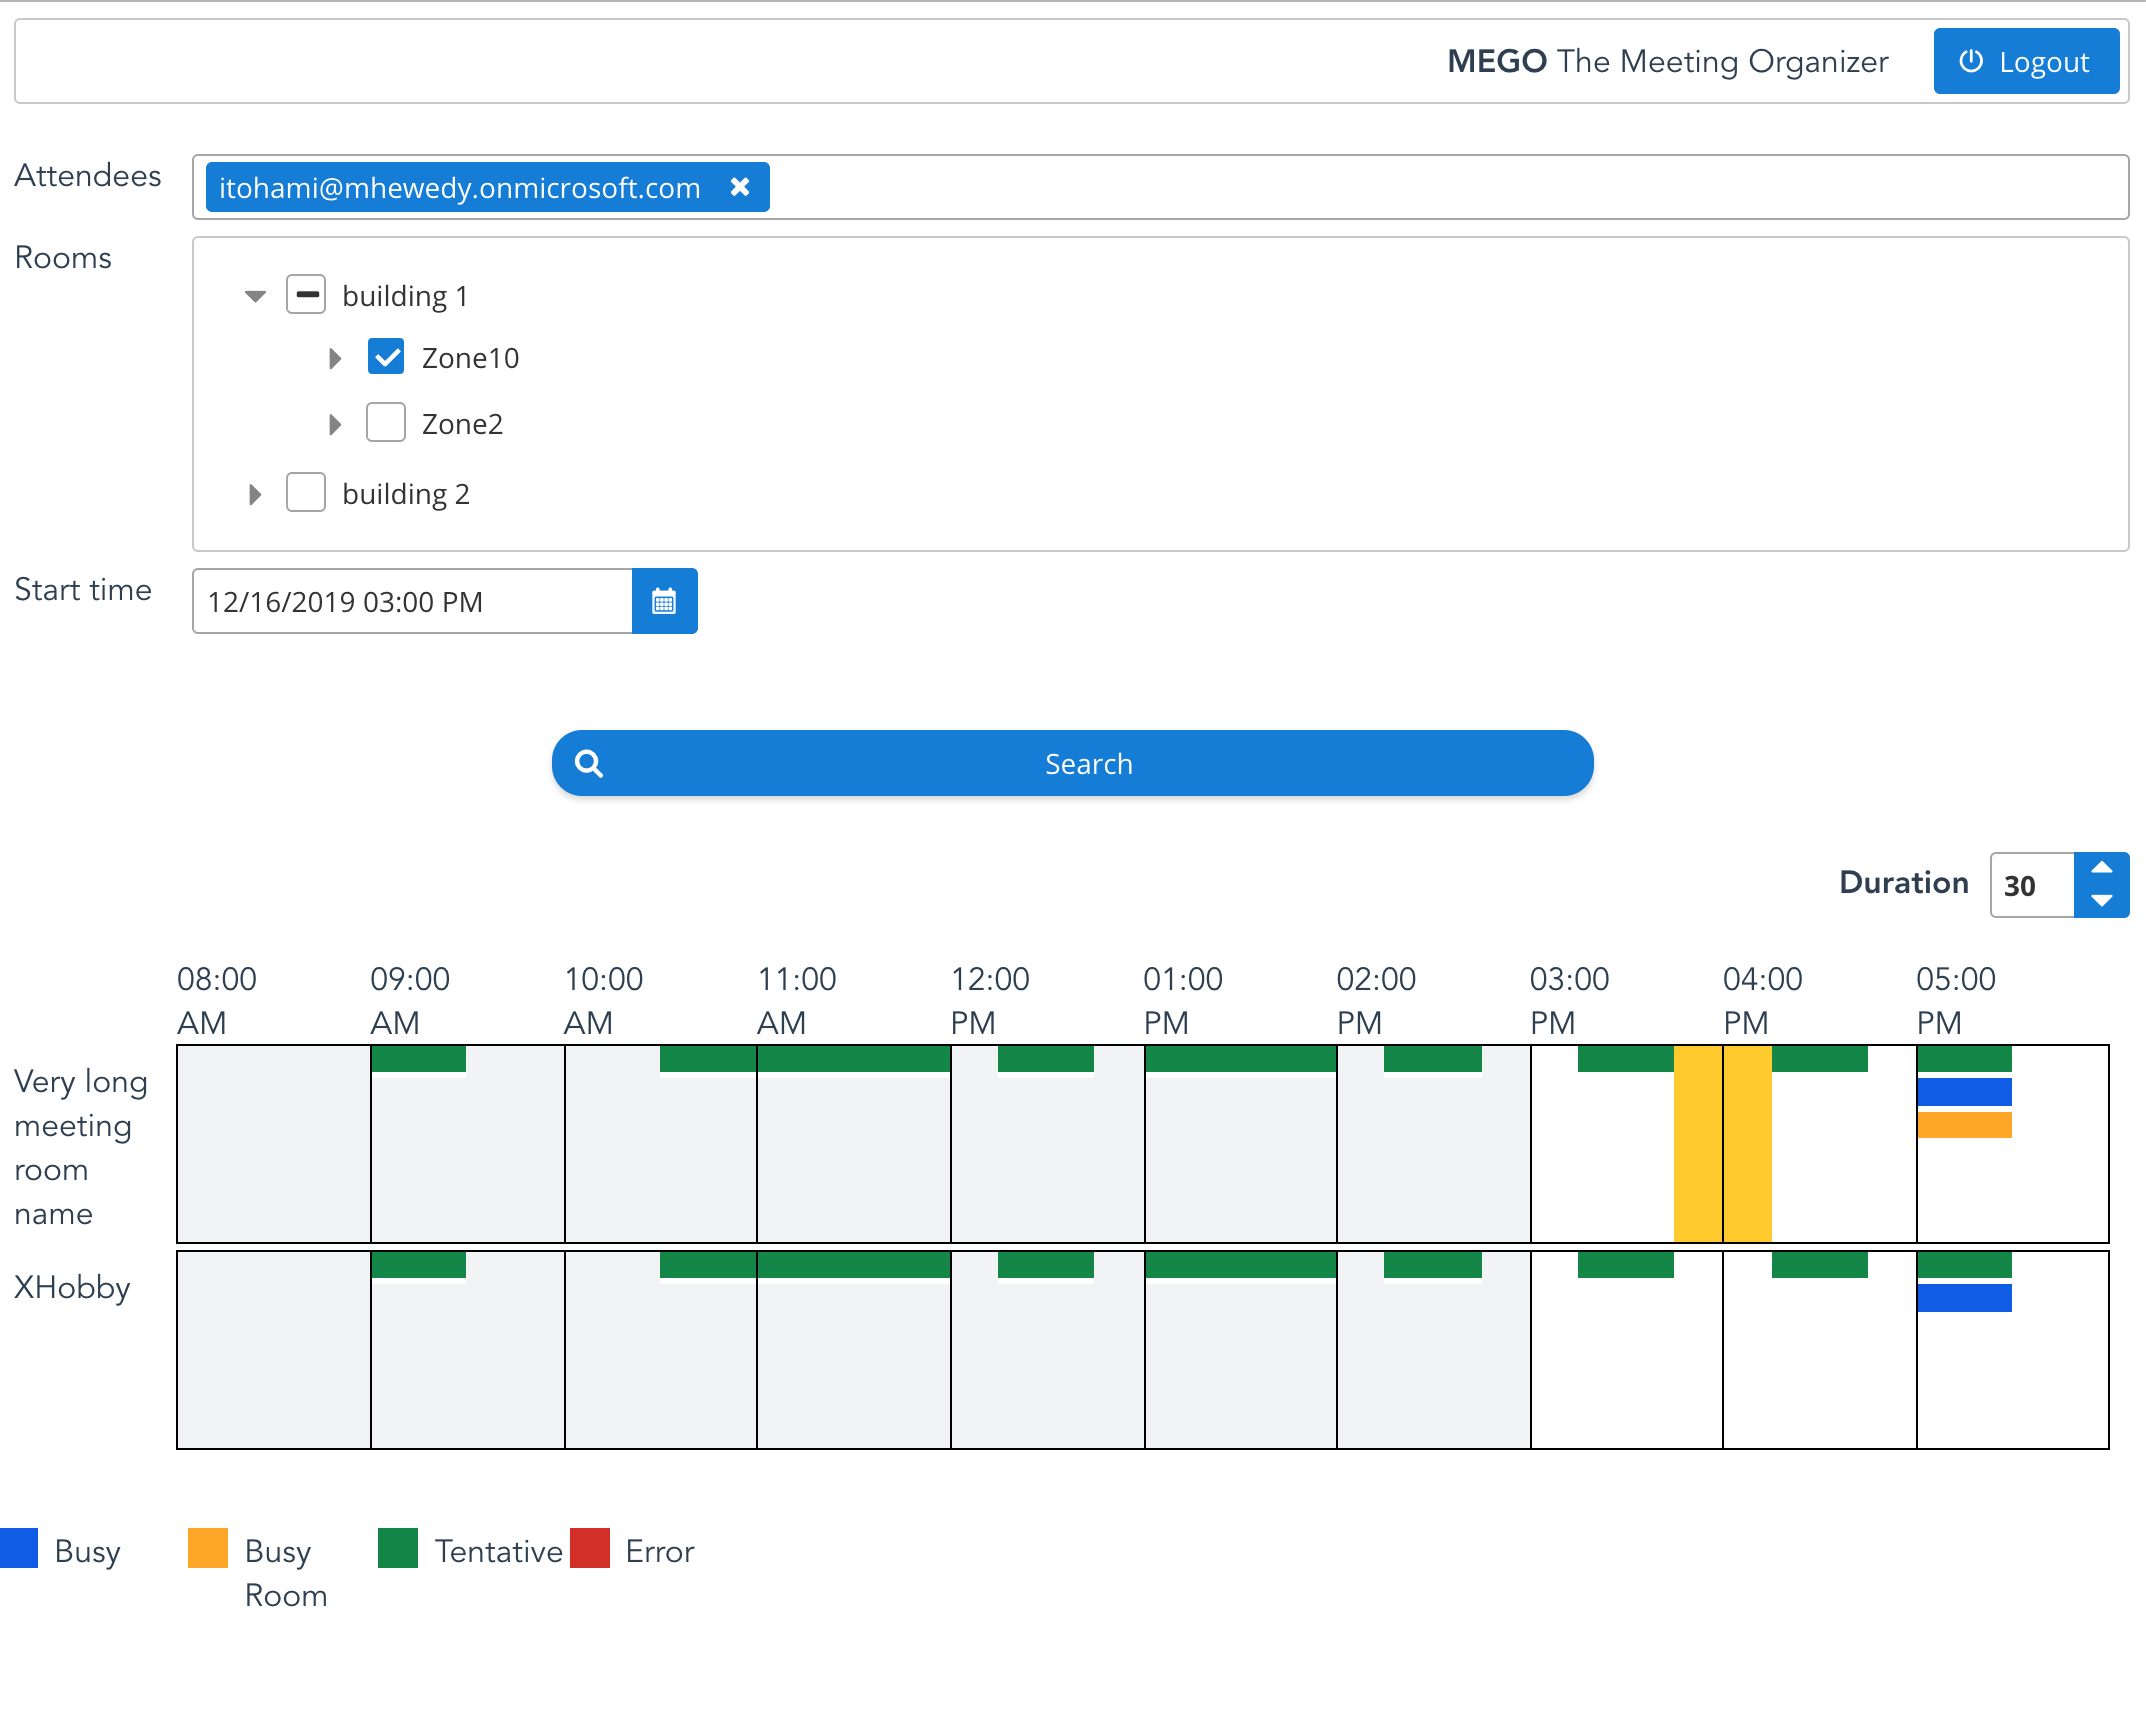 MEGO The Meeting Organizer
Logout
Attendees
itohami@mhewedy.onmicrosoft.com
Rooms
building 1
Zone10
Zone2
building 2
Start time
12/16/2019 03:00 PM
Search
Duration
30
08:00 AM
09:00 AM
10:00 AM
11:00 AM
12:00 PM
01:00 PM
02:00 PM
03:00 PM
04:00 PM
05:00 PM
Very long
meeting
room
name
XHobby
Busy
Busy
Room
Tentative
Error